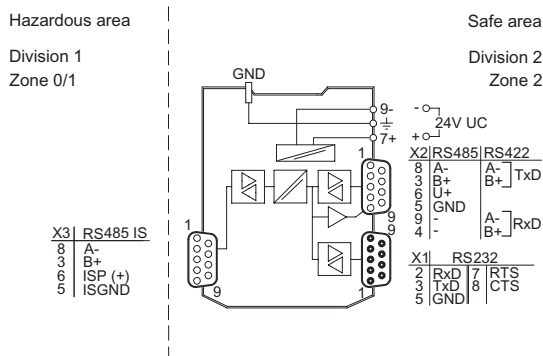 Hazardous area
Safe area
Division 1
Zone 0/1
Division 2
Zone 2
GND
9-
7+
- 
24V UC
+
1
9
9
1
1
9
X2 RS485 RS422
8 A- A- TxD
3 B+ B+
6 U+
5 GND
9 - A- RxD
4 - B+
X1 RS232
2 RxD 7 RTS
3 TxD 8 CTS
5 GND
X3 RS485 IS
8 A-
3 B+
6 ISP (+)
5 ISGND